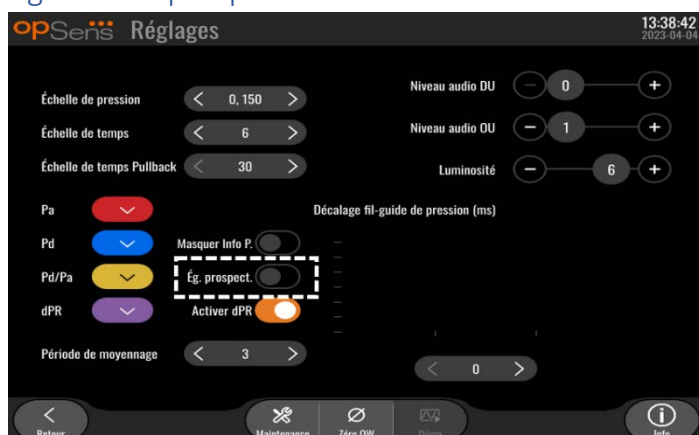 opSens Réglages
13:38:42
2023-04-04
Échelle de pression 0, 150
Échelle de temps 6
Échelle de temps Pullback 30
Niveau audio DU 0
Niveau audio OU 1
Luminosité 6
Pa
Pd
Pd/Pa
dPR
Masquer Info P.
Ég. prospect.
Activer dPR
Décalage fil-guide de pression (ms)
Période de moyennage 3
0
Retour
Maintenance
Zéro OW
Démo
Info